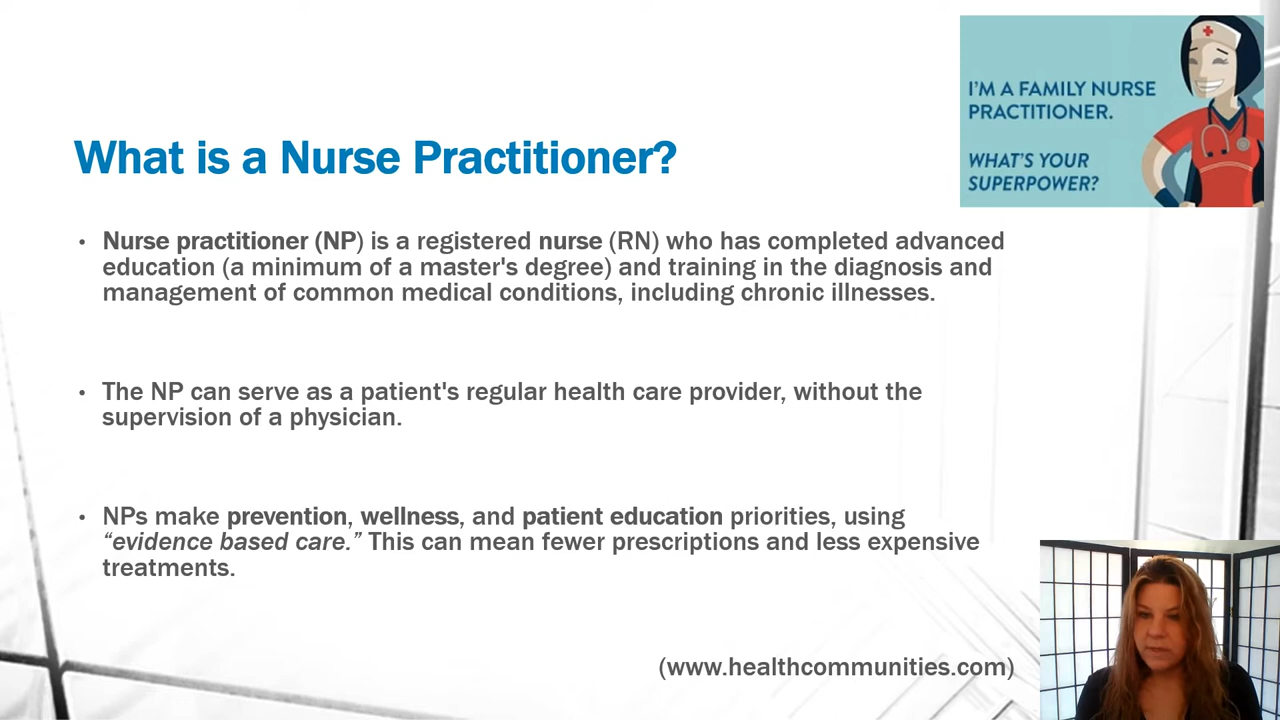 I'M A FAMILY NURSE
PRACTITIONER.
WHAT'S YOUR
SUPERPOWER?
What is a Nurse Practitioner?
• Nurse practitioner (NP) is a registered nurse (RN) who has completed advanced
education (a minimum of a master's degree) and training in the diagnosis and
management of common medical conditions, including chronic illnesses.
• The NP can serve as a patient's regular health care provider, without the
supervision of a physician.
• NPs make prevention, wellness, and patient education priorities, using
“evidence based care.” This can mean fewer prescriptions and less expensive
treatments.
(www.healthcommunities.com)